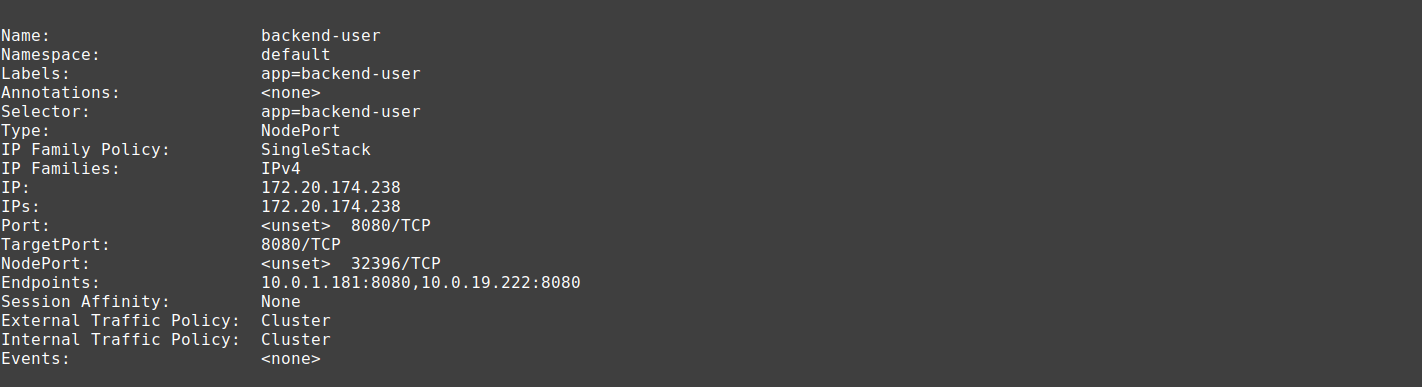 Name: backend-user
Namespace: default
Labels: app=backend-user
Annotations: <none>
Selector: app=backend-user
Type: NodePort
IP Family Policy: SingleStack
IP Families: IPv4
IP: 172.20.174.238
IPs: 172.20.174.238
Port: <unset> 8080/TCP
TargetPort: 8080/TCP
NodePort: <unset> 32396/TCP
Endpoints: 10.0.1.181:8080,10.0.19.222:8080
Session Affinity: None
External Traffic Policy: Cluster
Internal Traffic Policy: Cluster
Events: <none>